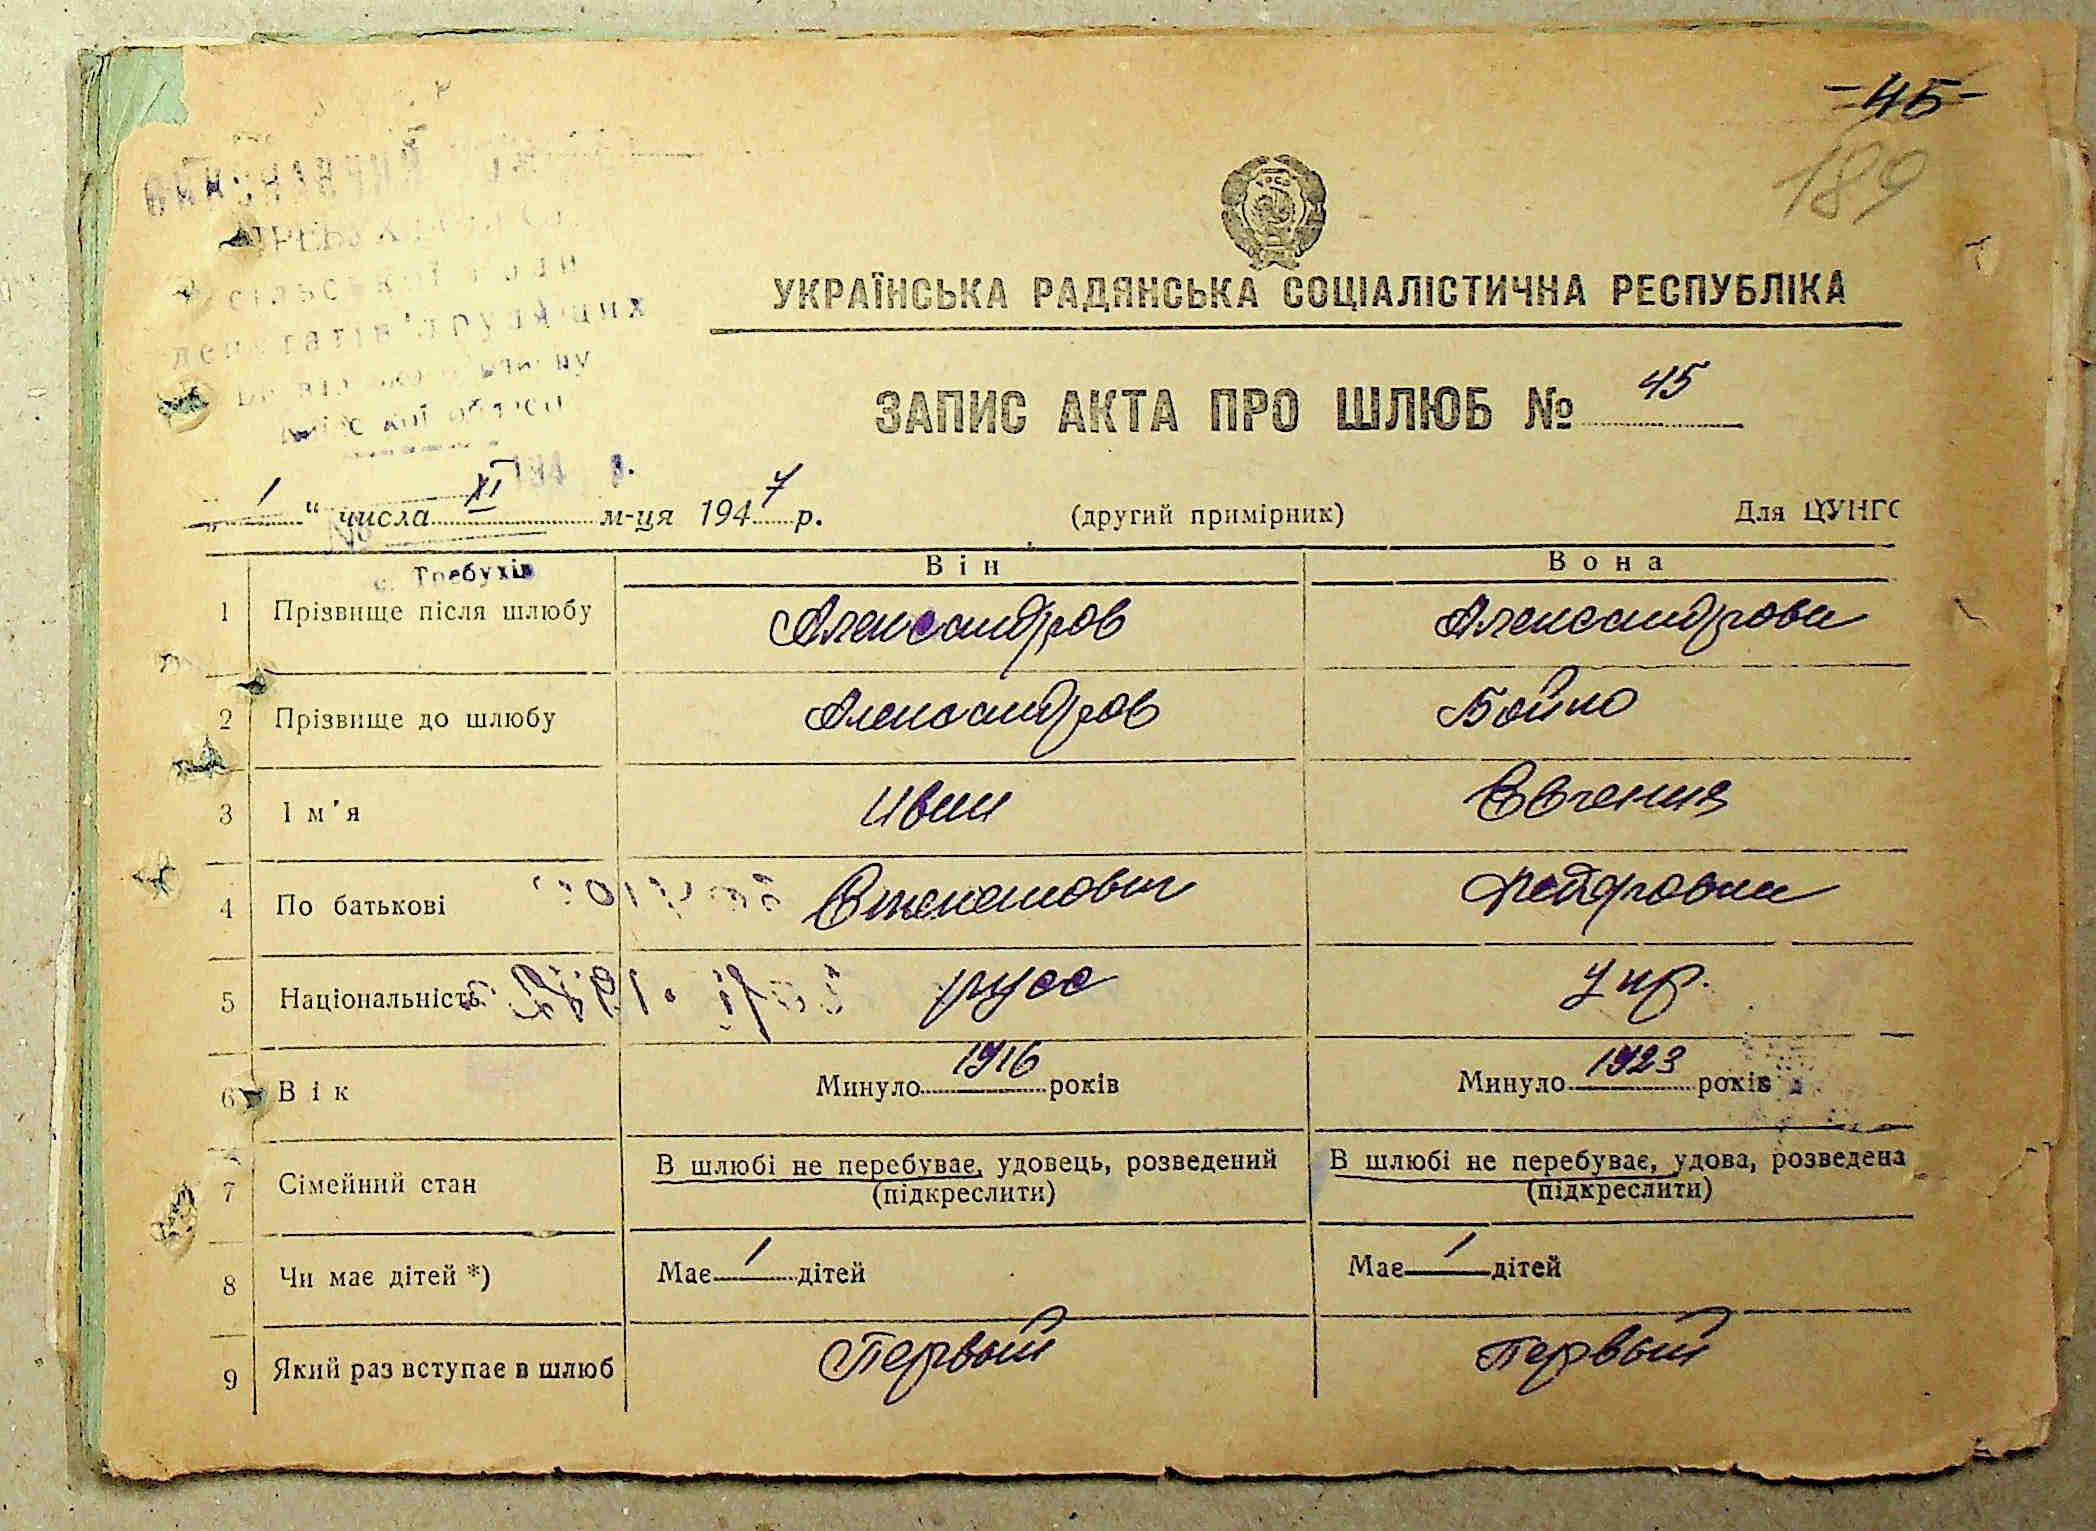 -45-
189
УКРАЇНСЬКА РАДЯНСЬКА СОЦІАЛІСТИЧНА РЕСПУБЛІКА
ЗАПИС АКТА ПРО ШЛЮБ № 45
„ 1 “ числа XI м-ця 1947 р. (другий примірник) Для ЦУНГС
с. Требухів
Він Вона
1 Прізвище після шлюбу Александров Александрова
2 Прізвище до шлюбу Александров Бойко
3 Ім'я Иван Евгения
4 По батькові
5 Національність русс укр.
6 Вік Минуло 1916 років Минуло 1923 років
7 Сімейний стан В шлюбі не перебуває, удовець, розведений (підкреслити) В шлюбі не перебуває, удова, розведена (підкреслити)
8 Чи має дітей *) Має 1 дітей Має 1 дітей
9 Який раз вступає в шлюб Первый Первый